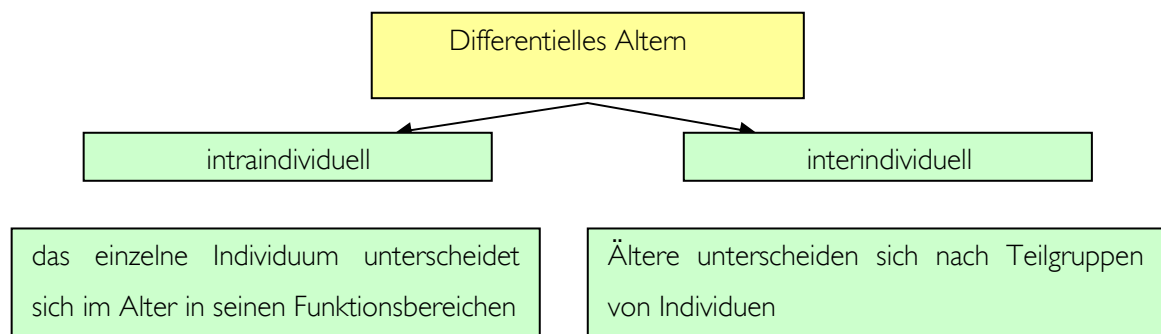 Differentielles Altern
intraindividuell
interindividuell
das einzelne Individuum unterscheidet
sich im Alter in seinen Funktionsbereichen
Ältere unterscheiden sich nach Teilgruppen
von Individuen